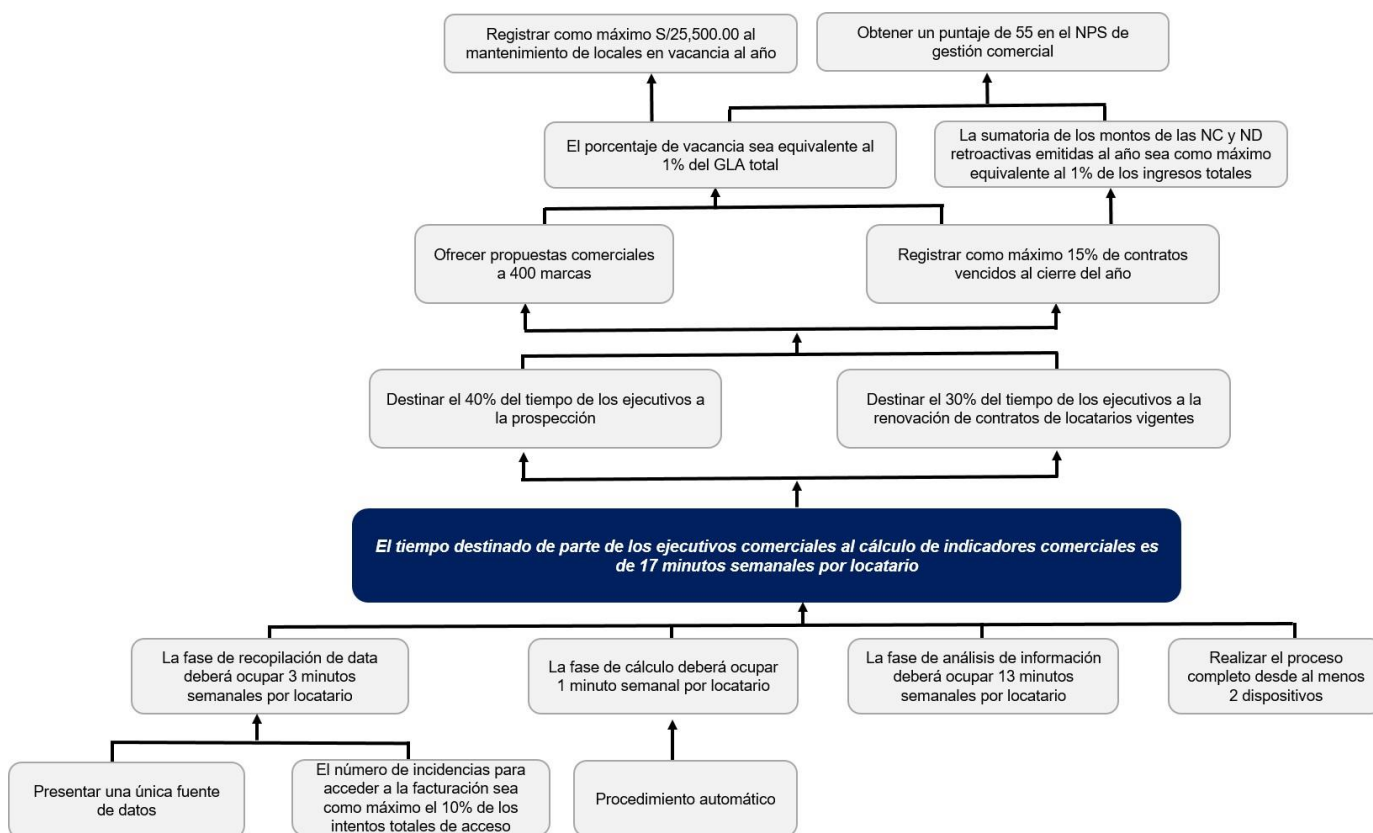 Registrar como máximo S/25,500.00 al
mantenimiento de locales en vacancia al año
Obtener un puntaje de 55 en el NPS de
gestión comercial
El porcentaje de vacancia sea equivalente al
1% del GLA total
La sumatoria de los montos de las NC y ND
retroactivas emitidas al año sea como máximo
equivalente al 1% de los ingresos totales
Ofrecer propuestas comerciales
a 400 marcas
Registrar como máximo 15% de contratos
vencidos al cierre del año
Destinar el 40% del tiempo de los ejecutivos a
la prospección
Destinar el 30% del tiempo de los ejecutivos a la
renovación de contratos de locatarios vigentes
El tiempo destinado de parte de los ejecutivos comerciales al cálculo de indicadores comerciales es
de 17 minutos semanales por locatario
La fase de recopilación de data
deberá ocupar 3 minutos
semanales por locatario
La fase de cálculo deberá ocupar
1 minuto semanal por locatario
La fase de análisis de información
deberá ocupar 13 minutos
semanales por locatario
Realizar el proceso
completo desde al menos
2 dispositivos
Presentar una única fuente
de datos
El número de incidencias para
acceder a la facturación sea
como máximo el 10% de los
intentos totales de acceso
Procedimiento automático